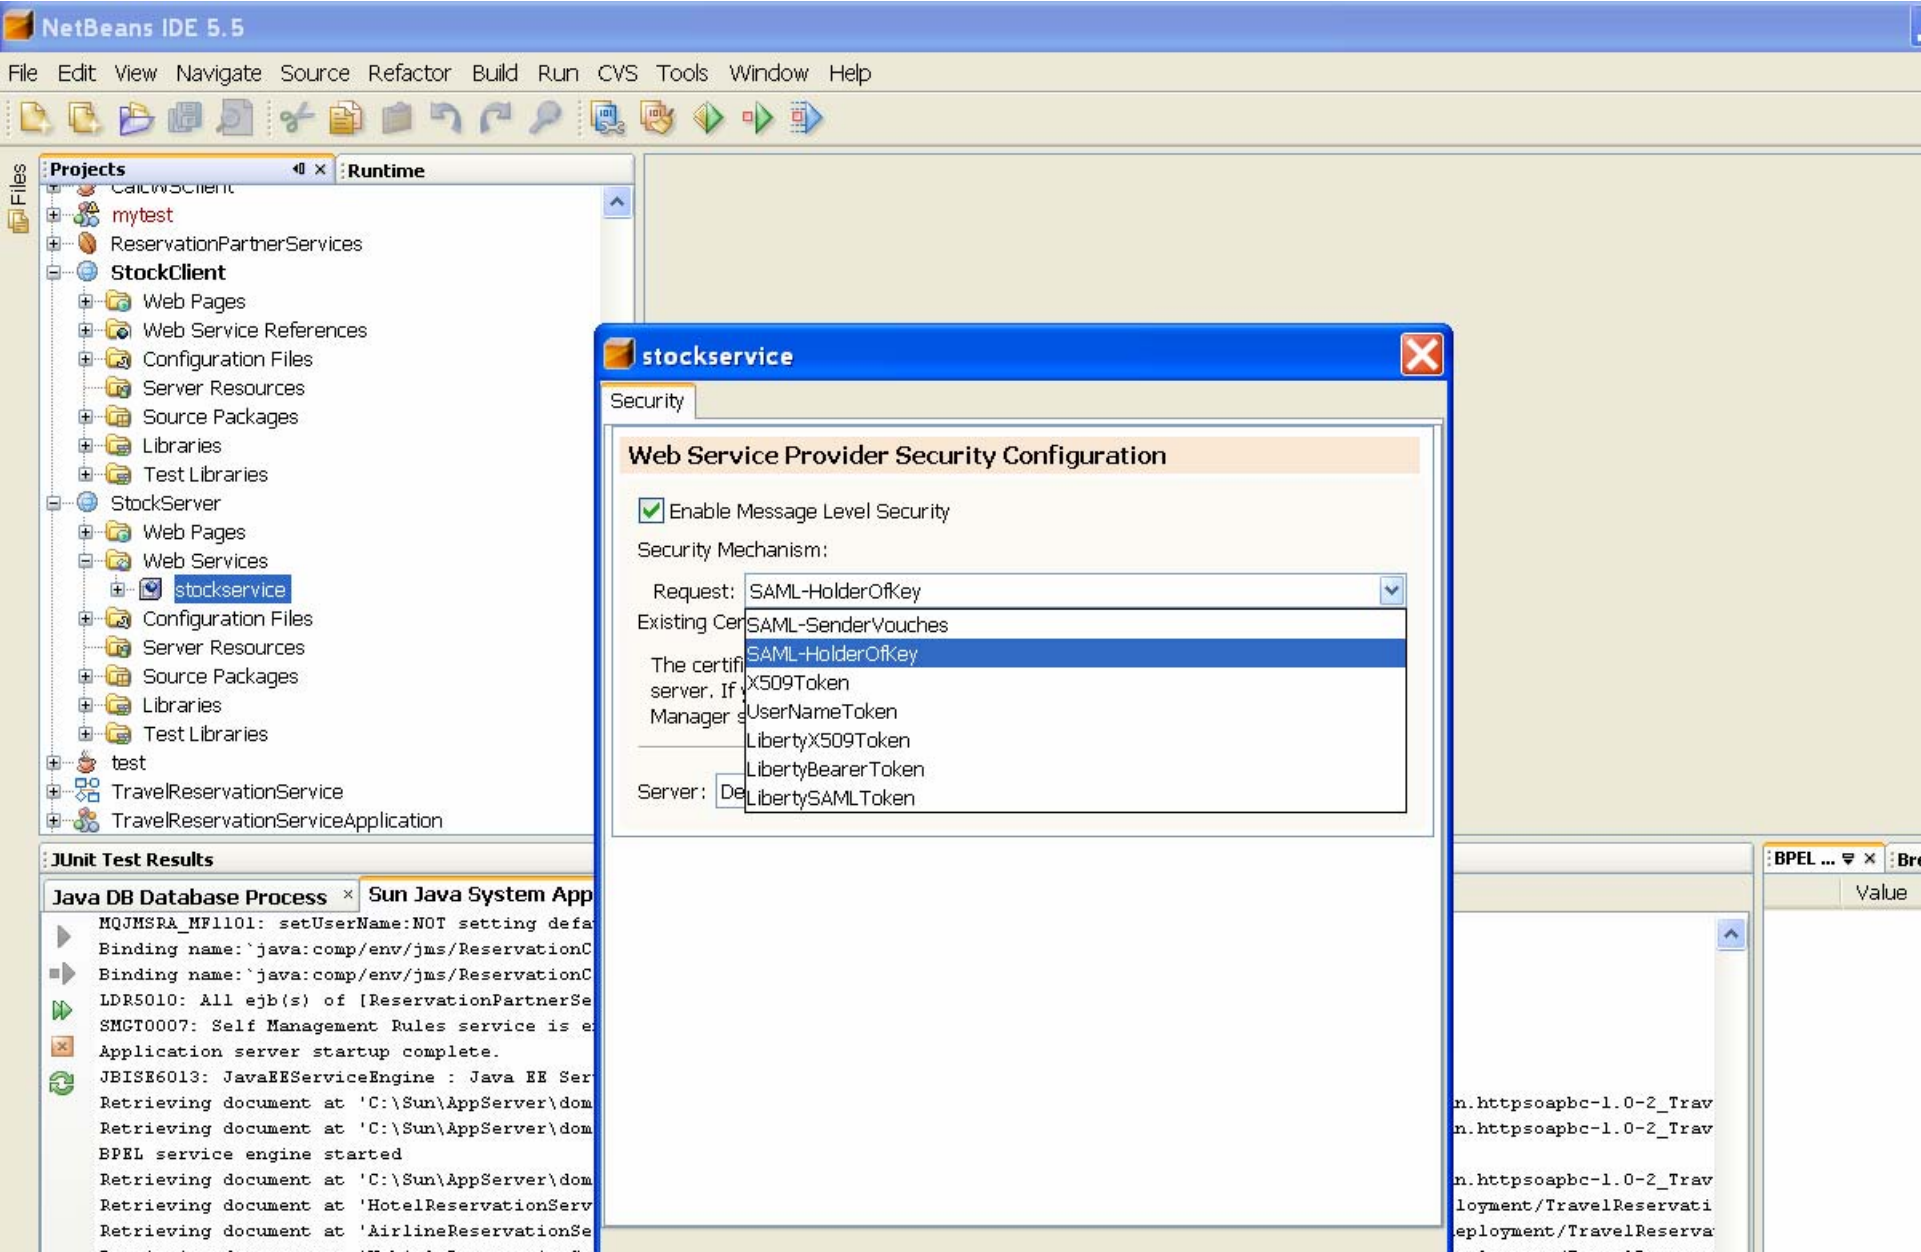 NetBeans IDE 5.5
File Edit View Navigate Source Refactor Build Run CVS Tools Window Help
Files
Projects
Runtime
CalcWSClient
mytest
ReservationPartnerServices
StockClient
Web Pages
Web Service References
Configuration Files
Server Resources
Source Packages
Libraries
Test Libraries
StockServer
Web Pages
Web Services
stockservice
Configuration Files
Server Resources
Source Packages
Libraries
Test Libraries
test
TravelReservationService
TravelReservationServiceApplication
stockservice
Security
Web Service Provider Security Configuration
Enable Message Level Security
Security Mechanism:
Request: SAML-HolderOfKey
Existing Cer
SAML-SenderVouches
SAML-HolderOfKey
X509Token
UserNameToken
LibertyX509Token
LibertyBearerToken
LibertySAMLToken
The certifi
server. If
Manager s
Server: De
JUnit Test Results
Java DB Database Process
Sun Java System App
MQJMSRA_MF1101: setUserName:NOT setting defa
Binding name:`java:comp/env/jms/ReservationC
Binding name:`java:comp/env/jms/ReservationC
LDR5010: All ejb(s) of [ReservationPartnerSe
SMGT0007: Self Management Rules service is e
Application server startup complete.
JBISE6013: JavaEEServiceEngine : Java EE Ser
Retrieving document at 'C:\Sun\AppServer\dom n.httpsoapbc-1.0-2_Trav
Retrieving document at 'C:\Sun\AppServer\dom n.httpsoapbc-1.0-2_Trav
BPEL service engine started
Retrieving document at 'C:\Sun\AppServer\dom n.httpsoapbc-1.0-2_Trav
Retrieving document at 'HotelReservationServ loyment/TravelReservati
Retrieving document at 'AirlineReservationSe eployment/TravelReserva
BPEL ...
Bre
Value